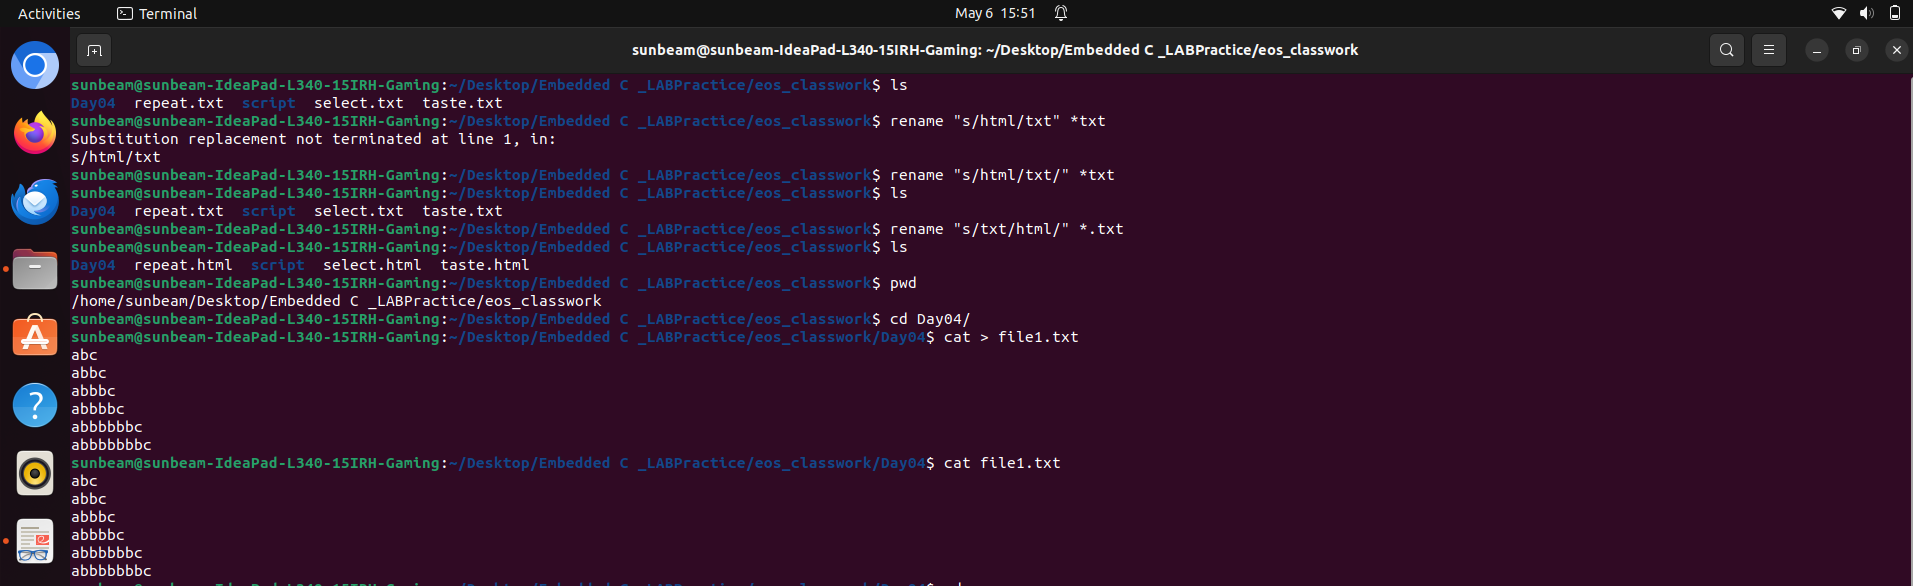 Activities Terminal May 6 15:51
sunbeam@sunbeam-IdeaPad-L340-15IRH-Gaming: ~/Desktop/Embedded C _LABPractice/eos_classwork
sunbeam@sunbeam-IdeaPad-L340-15IRH-Gaming:~/Desktop/Embedded C _LABPractice/eos_classwork$ ls
Day04 repeat.txt script select.txt taste.txt
sunbeam@sunbeam-IdeaPad-L340-15IRH-Gaming:~/Desktop/Embedded C _LABPractice/eos_classwork$ rename "s/html/txt" *txt
Substitution replacement not terminated at line 1, in:
s/html/txt
sunbeam@sunbeam-IdeaPad-L340-15IRH-Gaming:~/Desktop/Embedded C _LABPractice/eos_classwork$ rename "s/html/txt/" *txt
sunbeam@sunbeam-IdeaPad-L340-15IRH-Gaming:~/Desktop/Embedded C _LABPractice/eos_classwork$ ls
Day04 repeat.txt script select.txt taste.txt
sunbeam@sunbeam-IdeaPad-L340-15IRH-Gaming:~/Desktop/Embedded C _LABPractice/eos_classwork$ rename "s/txt/html/" *.txt
sunbeam@sunbeam-IdeaPad-L340-15IRH-Gaming:~/Desktop/Embedded C _LABPractice/eos_classwork$ ls
Day04 repeat.html script select.html taste.html
sunbeam@sunbeam-IdeaPad-L340-15IRH-Gaming:~/Desktop/Embedded C _LABPractice/eos_classwork$ pwd
/home/sunbeam/Desktop/Embedded C _LABPractice/eos_classwork
sunbeam@sunbeam-IdeaPad-L340-15IRH-Gaming:~/Desktop/Embedded C _LABPractice/eos_classwork$ cd Day04/
sunbeam@sunbeam-IdeaPad-L340-15IRH-Gaming:~/Desktop/Embedded C _LABPractice/eos_classwork/Day04$ cat > file1.txt
abc
abbc
abbbc
abbbbc
abbbbbbc
abbbbbbbc
sunbeam@sunbeam-IdeaPad-L340-15IRH-Gaming:~/Desktop/Embedded C _LABPractice/eos_classwork/Day04$ cat file1.txt
abc
abbc
abbbc
abbbbc
abbbbbbc
abbbbbbbc